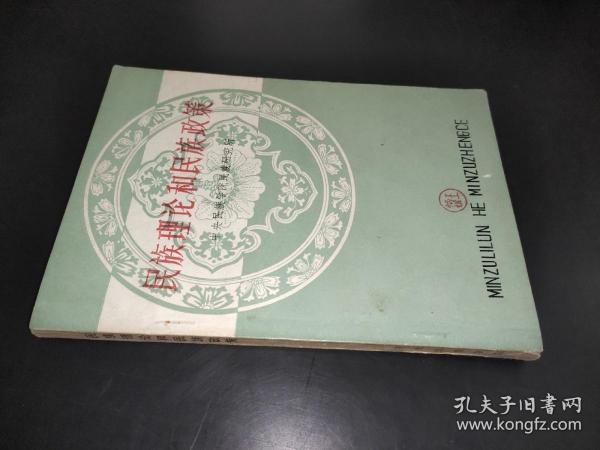 民族理论和民族政策
中央民族学院民族研究所
MINZULILUN HE MINZUZHENGCE
民族理论和民族政策
孔夫子旧书网
www.kongfz.com